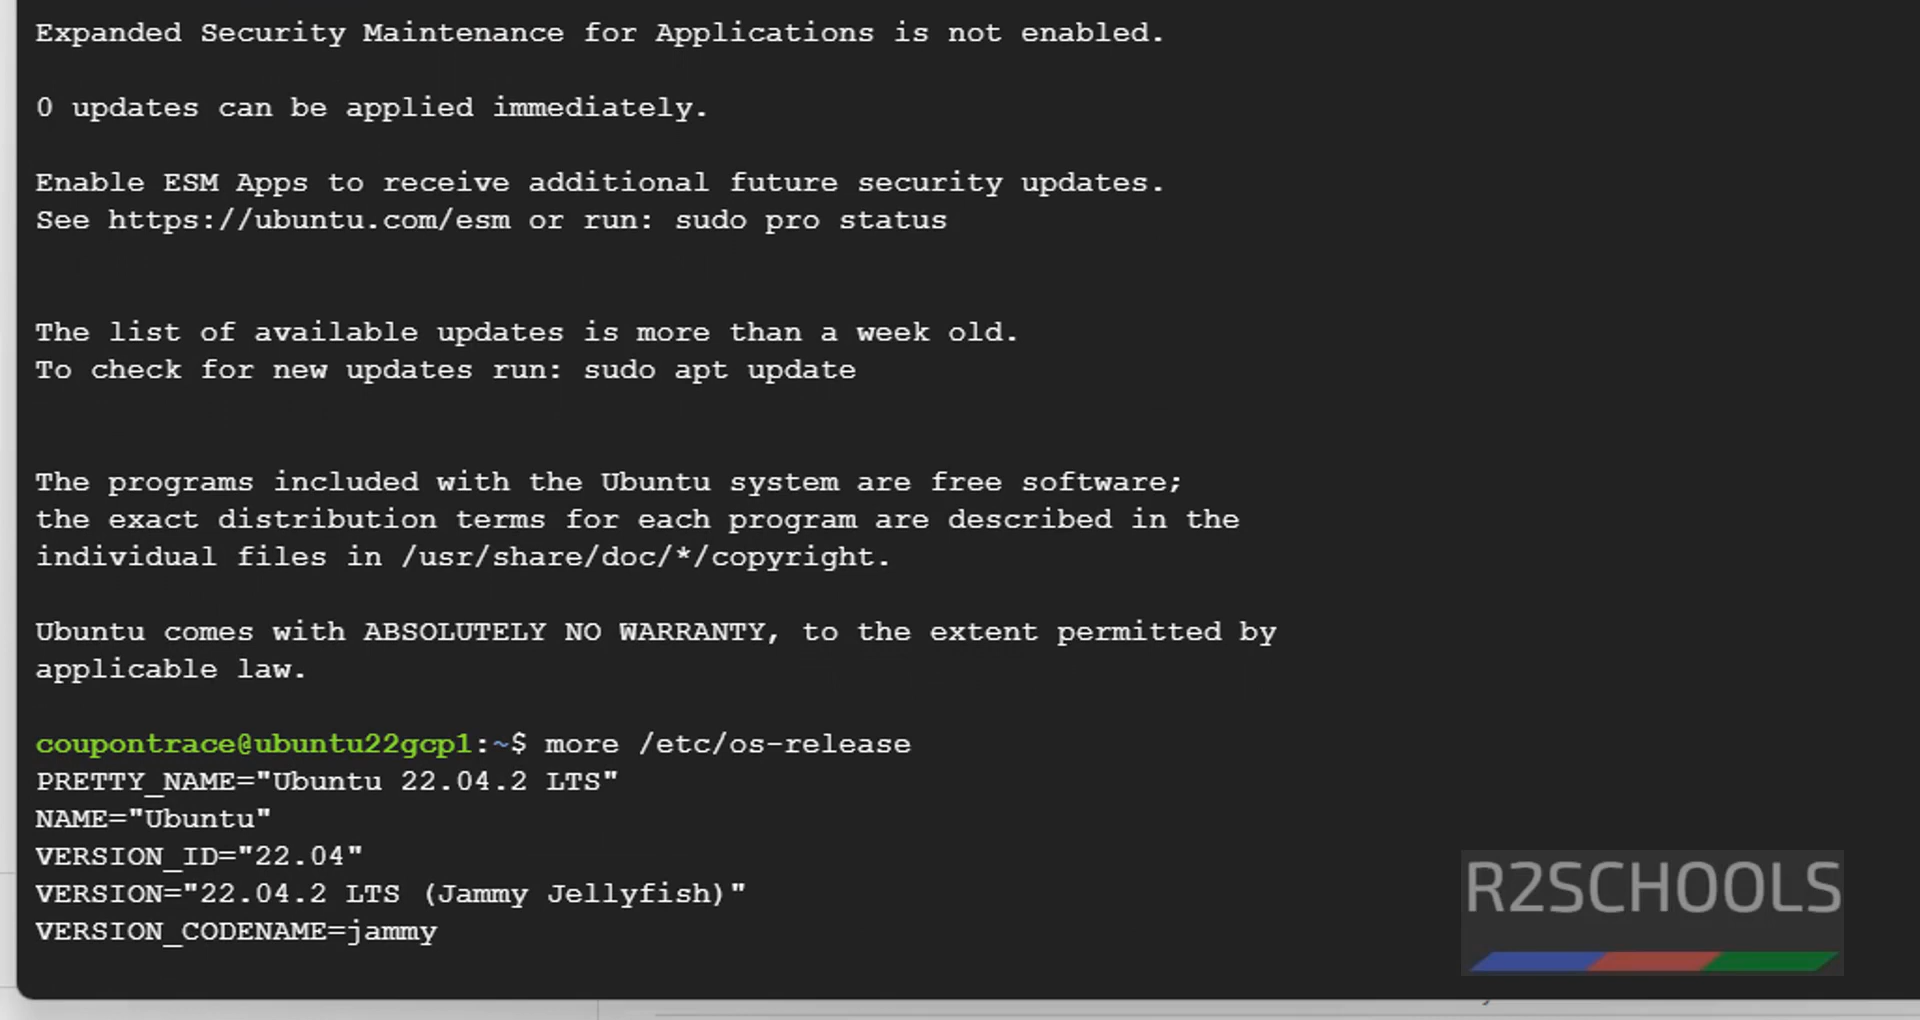 Expanded Security Maintenance for Applications is not enabled.
0 updates can be applied immediately.
Enable ESM Apps to receive additional future security updates.
See https://ubuntu.com/esm or run: sudo pro status
The list of available updates is more than a week old.
To check for new updates run: sudo apt update
The programs included with the Ubuntu system are free software;
the exact distribution terms for each program are described in the
individual files in /usr/share/doc/*/copyright.
Ubuntu comes with ABSOLUTELY NO WARRANTY, to the extent permitted by
applicable law.
coupontrace@ubuntu22gcp1:~$ more /etc/os-release
PRETTY_NAME="Ubuntu 22.04.2 LTS"
NAME="Ubuntu"
VERSION_ID="22.04"
VERSION="22.04.2 LTS (Jammy Jellyfish)"
VERSION_CODENAME=jammy
R2SCHOOLS